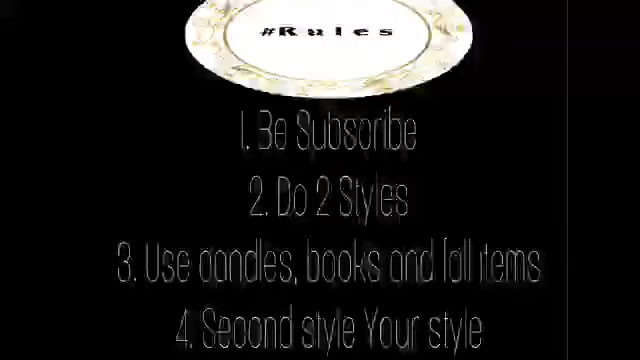 #Rules
1. Be Subscribe
2. Do 2 Styles
3. Use candles, books and fall items
4. Second style Your style